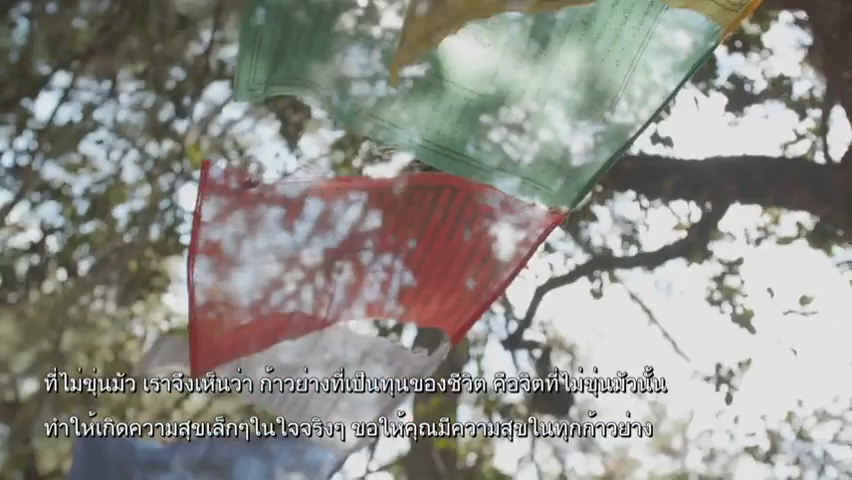 ที่ไม่ขุ่นมัว เราจึงเห็นว่า ก้าวย่างที่เป็นทุนของชีวิต คือจิตที่ไม่ขุ่นมัวนั้น
ทำให้เกิดความสุขเล็กๆในใจจริงๆ ขอให้คุณมีความสุขในทุกก้าวย่าง